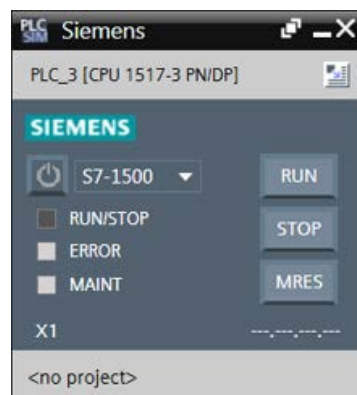 PLC SIM Siemens
PLC_3 [CPU 1517-3 PN/DP]
SIEMENS
S7-1500 RUN
RUN/STOP
STOP
ERROR
MAINT MRES
X1 ---.---.---.---
<no project>